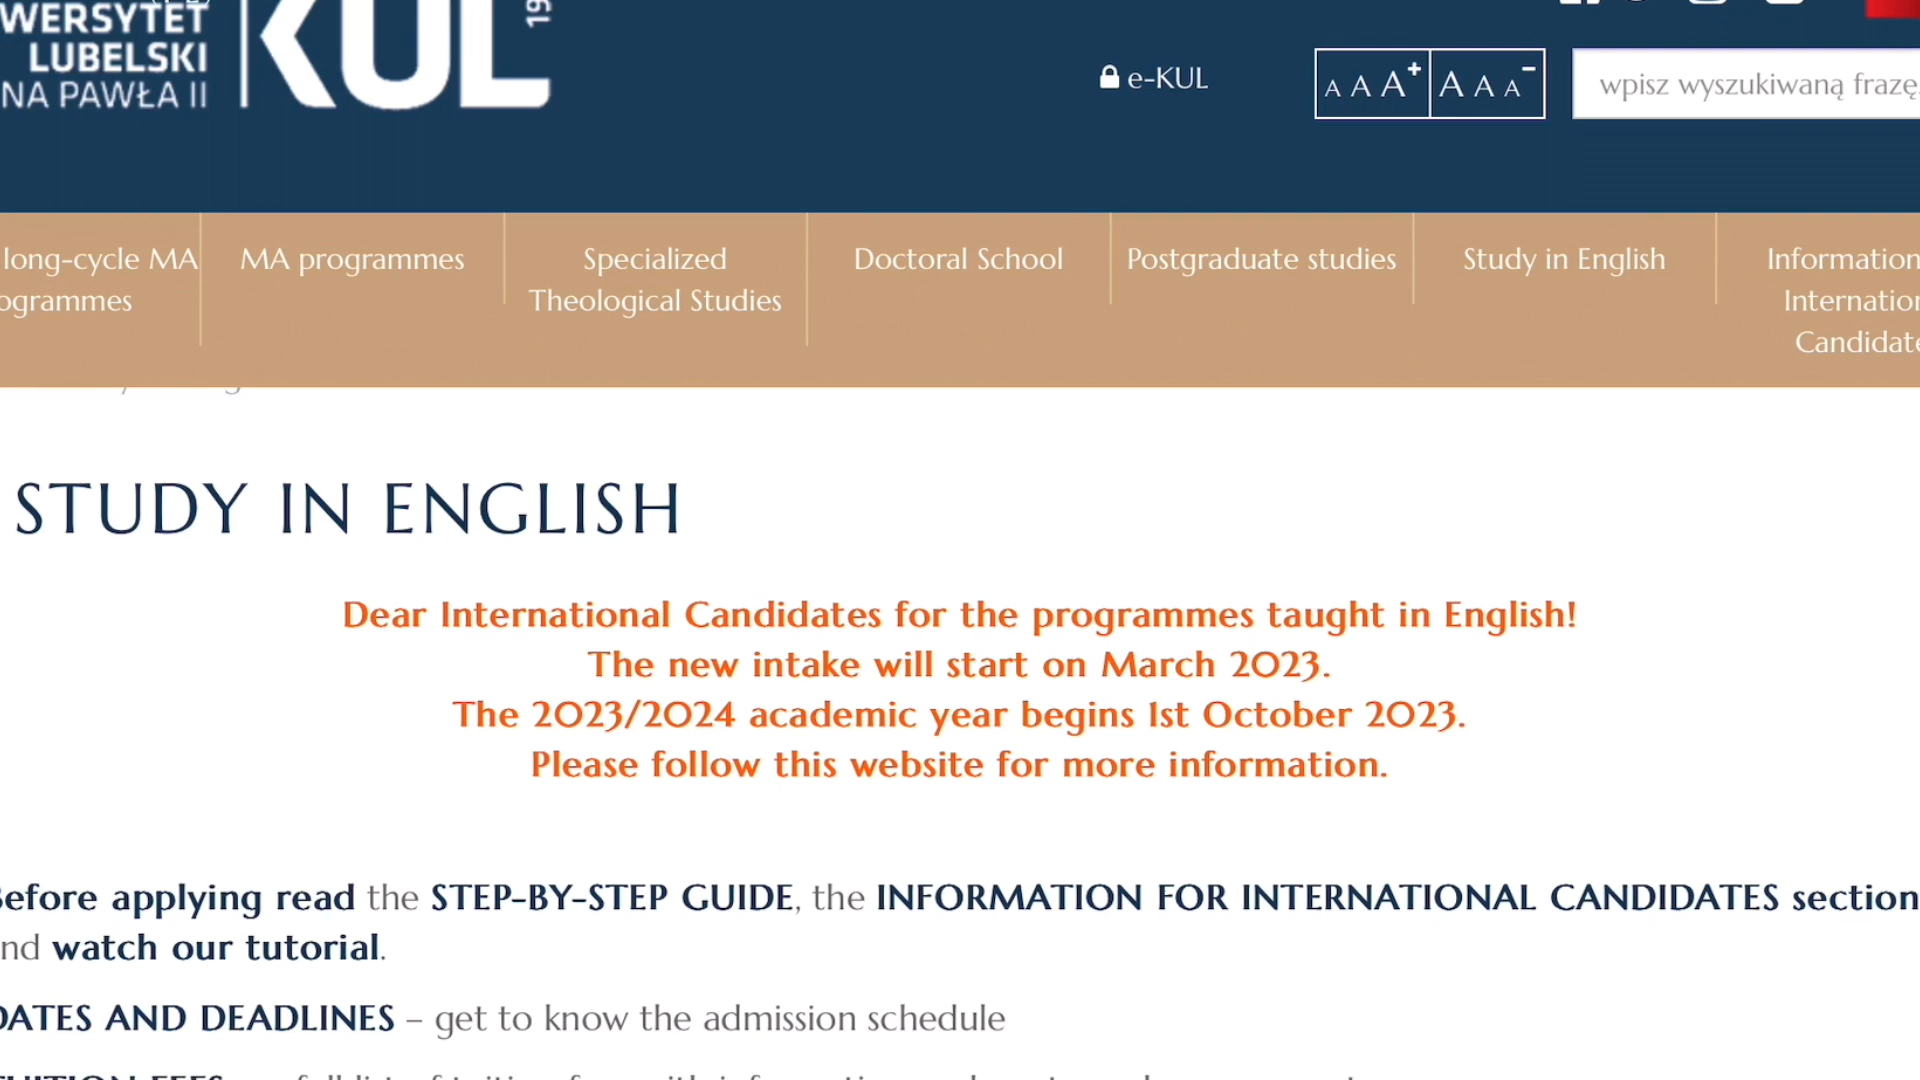 WERSYTET
LUBELSKI
NA PAWŁA II
KUL
19
e-KUL
A A A+ A A A-
wpisz wyszukiwaną frazę
long-cycle MA
MA programmes
Specialized
Theological Studies
Doctoral School
Postgraduate studies
Study in English
Information
STUDY IN ENGLISH
Dear International Candidates for the programmes taught in English!
The new intake will start on March 2023.
The 2023/2024 academic year begins 1st October 2023.
Please follow this website for more information.
Before applying read the STEP-BY-STEP GUIDE, the INFORMATION FOR INTERNATIONAL CANDIDATES section
nd watch our tutorial.
DATES AND DEADLINES – get to know the admission schedule